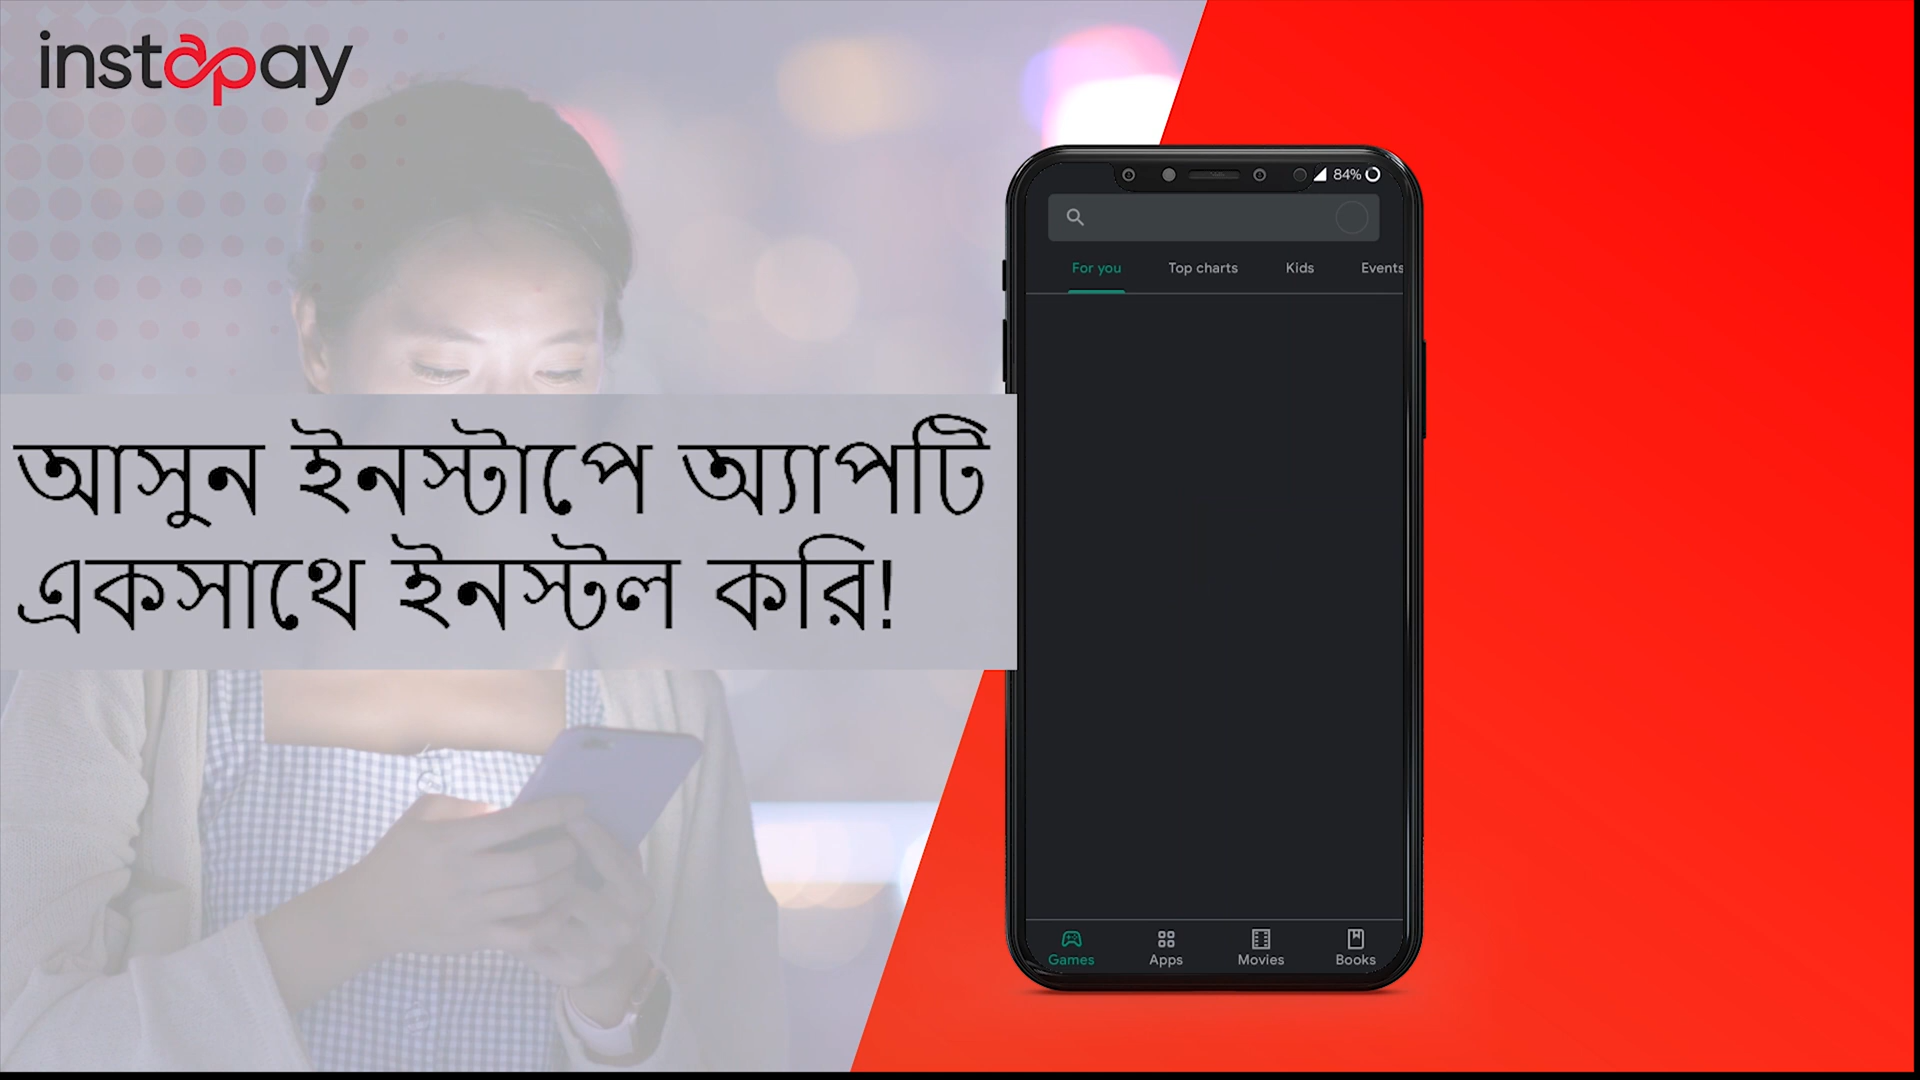 instapay
আসুন ইনস্টাপে অ্যাপটি
একসাথে ইনস্টল করি!
84%
For you Top charts Kids Events
Games Apps Movies Books